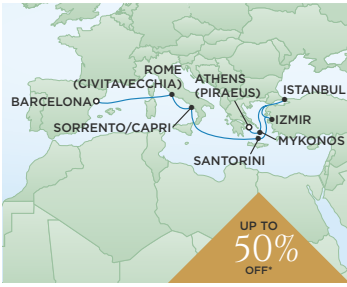 ROME
(CIVITAVECCHIA)
ATHENS
(PIRAEUS)
ISTANBUL
BARCELONA
IZMIR
SORRENTO/CAPRI
MYKONOS
SANTORINI
UP TO
50%
OFF*